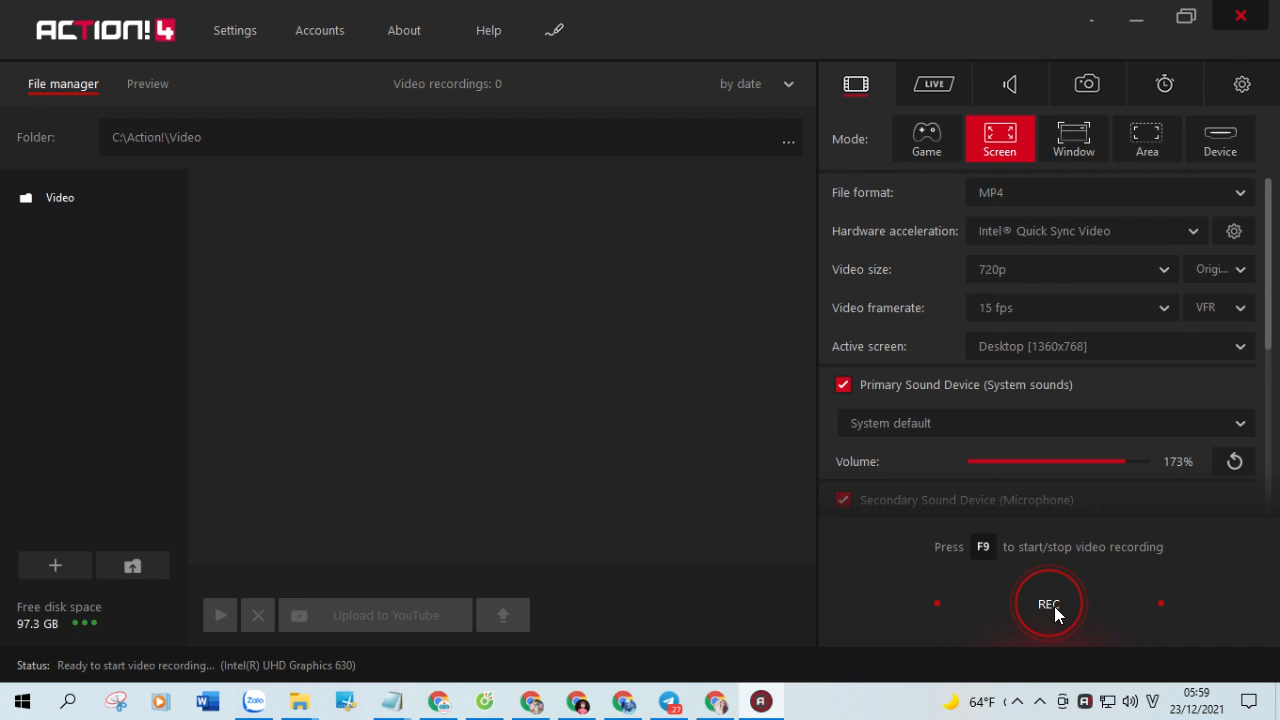 ACTION! 4
Settings
Accounts
About
Help
File manager
Preview
Video recordings: 0
by date
LIVE
Folder:
C:\Action!\Video
...
Mode:
Game
Screen
Window
Area
Device
Video
File format:
MP4
Hardware acceleration:
Intel® Quick Sync Video
Video size:
720p
Origi...
Video framerate:
15 fps
VFR
Active screen:
Desktop [1360x768]
Primary Sound Device (System sounds)
System default
Volume:
173%
Secondary Sound Device (Microphone)
Press F9 to start/stop video recording
REC
Free disk space
97.3 GB
Upload to YouTube
Status: Ready to start video recording... (Intel(R) UHD Graphics 630)
W
Zalo
27
64°F
05:59
23/12/2021